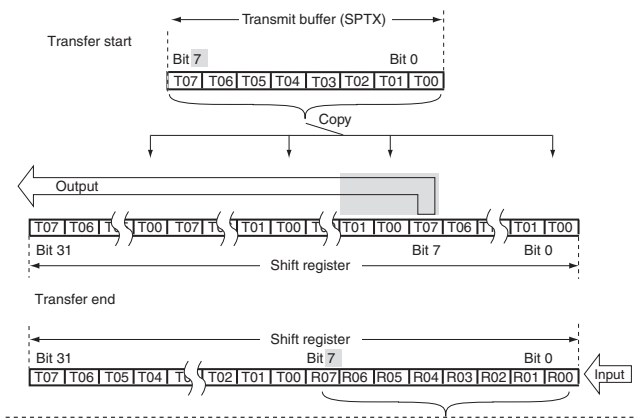 Transmit buffer (SPTX)
Transfer start
Bit 7 Bit 0
T07 T06 T05 T04 T03 T02 T01 T00
Copy
Output
T07 T06 T00 T07 T01 T00 T01 T00 T07 T06 T01 T00
Bit 31 Bit 7 Bit 0
Shift register
Transfer end
Shift register
Bit 31 Bit 7 Bit 0
T07 T06 T05 T04 T02 T01 T00 R07 R06 R05 R04 R03 R02 R01 R00 Input